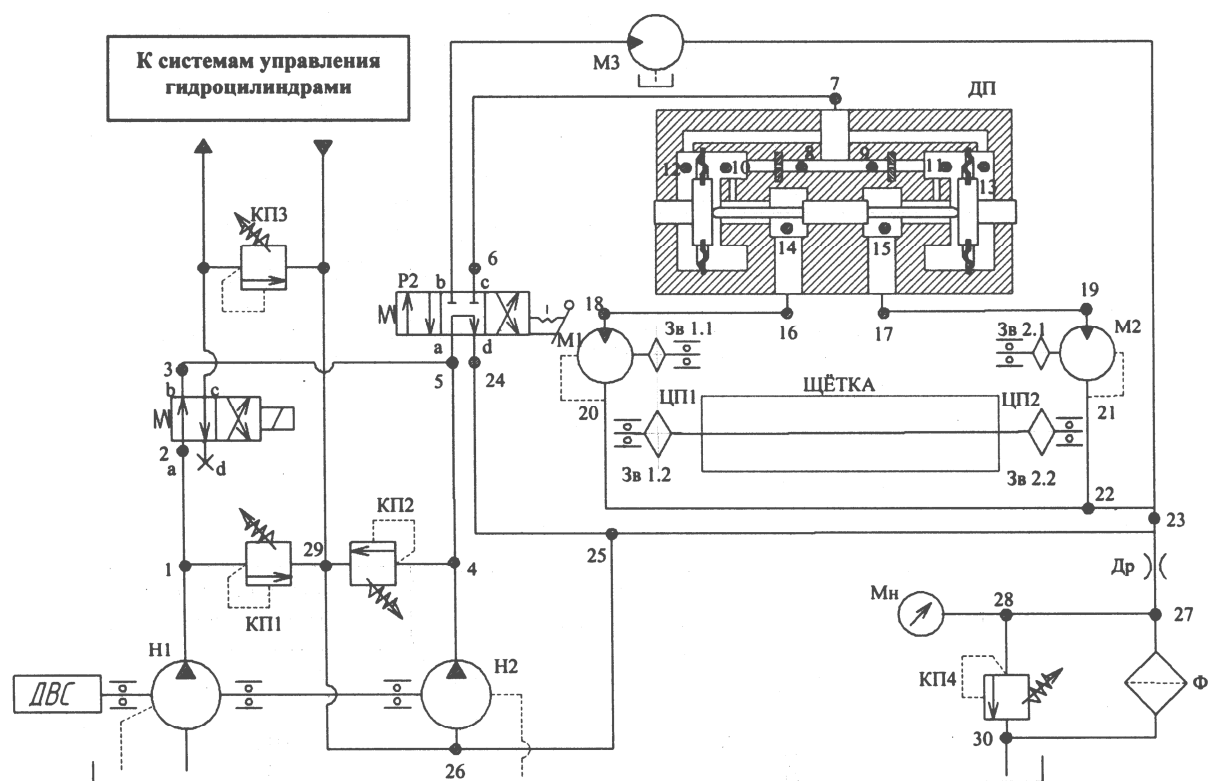 К системам управления
гидроцилиндрами
М3
7
ДП
КП3
8
9
12
10
11
13
6
14
15
Р2
b
c
18
16
17
19
М1
Зв 1.1
Зв 2.1
М2
a
d
3
5
24
ЩЁТКА
b
c
20
ЦП1
ЦП2
21
2
a
d
Зв 1.2
Зв 2.2
22
КП2
23
29
25
1
4
Др
Мн
28
27
КП1
Н1
Н2
КП4
Ф
ДВС
30
26